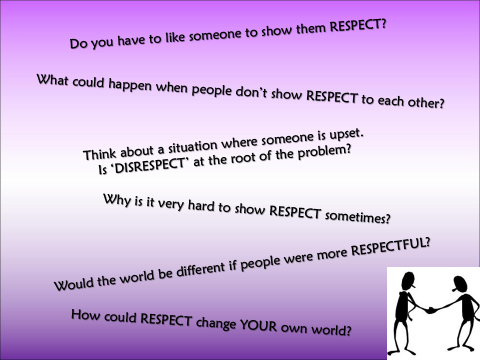 Do you have to like someone to show them RESPECT?
What could happen when people don't show RESPECT to each other?
Think about a situation where someone is upset.
Is 'DISRESPECT' at the root of the problem?
Why is it very hard to show RESPECT sometimes?
Would the world be different if people were more RESPECTFUL?
How could RESPECT change YOUR own world?